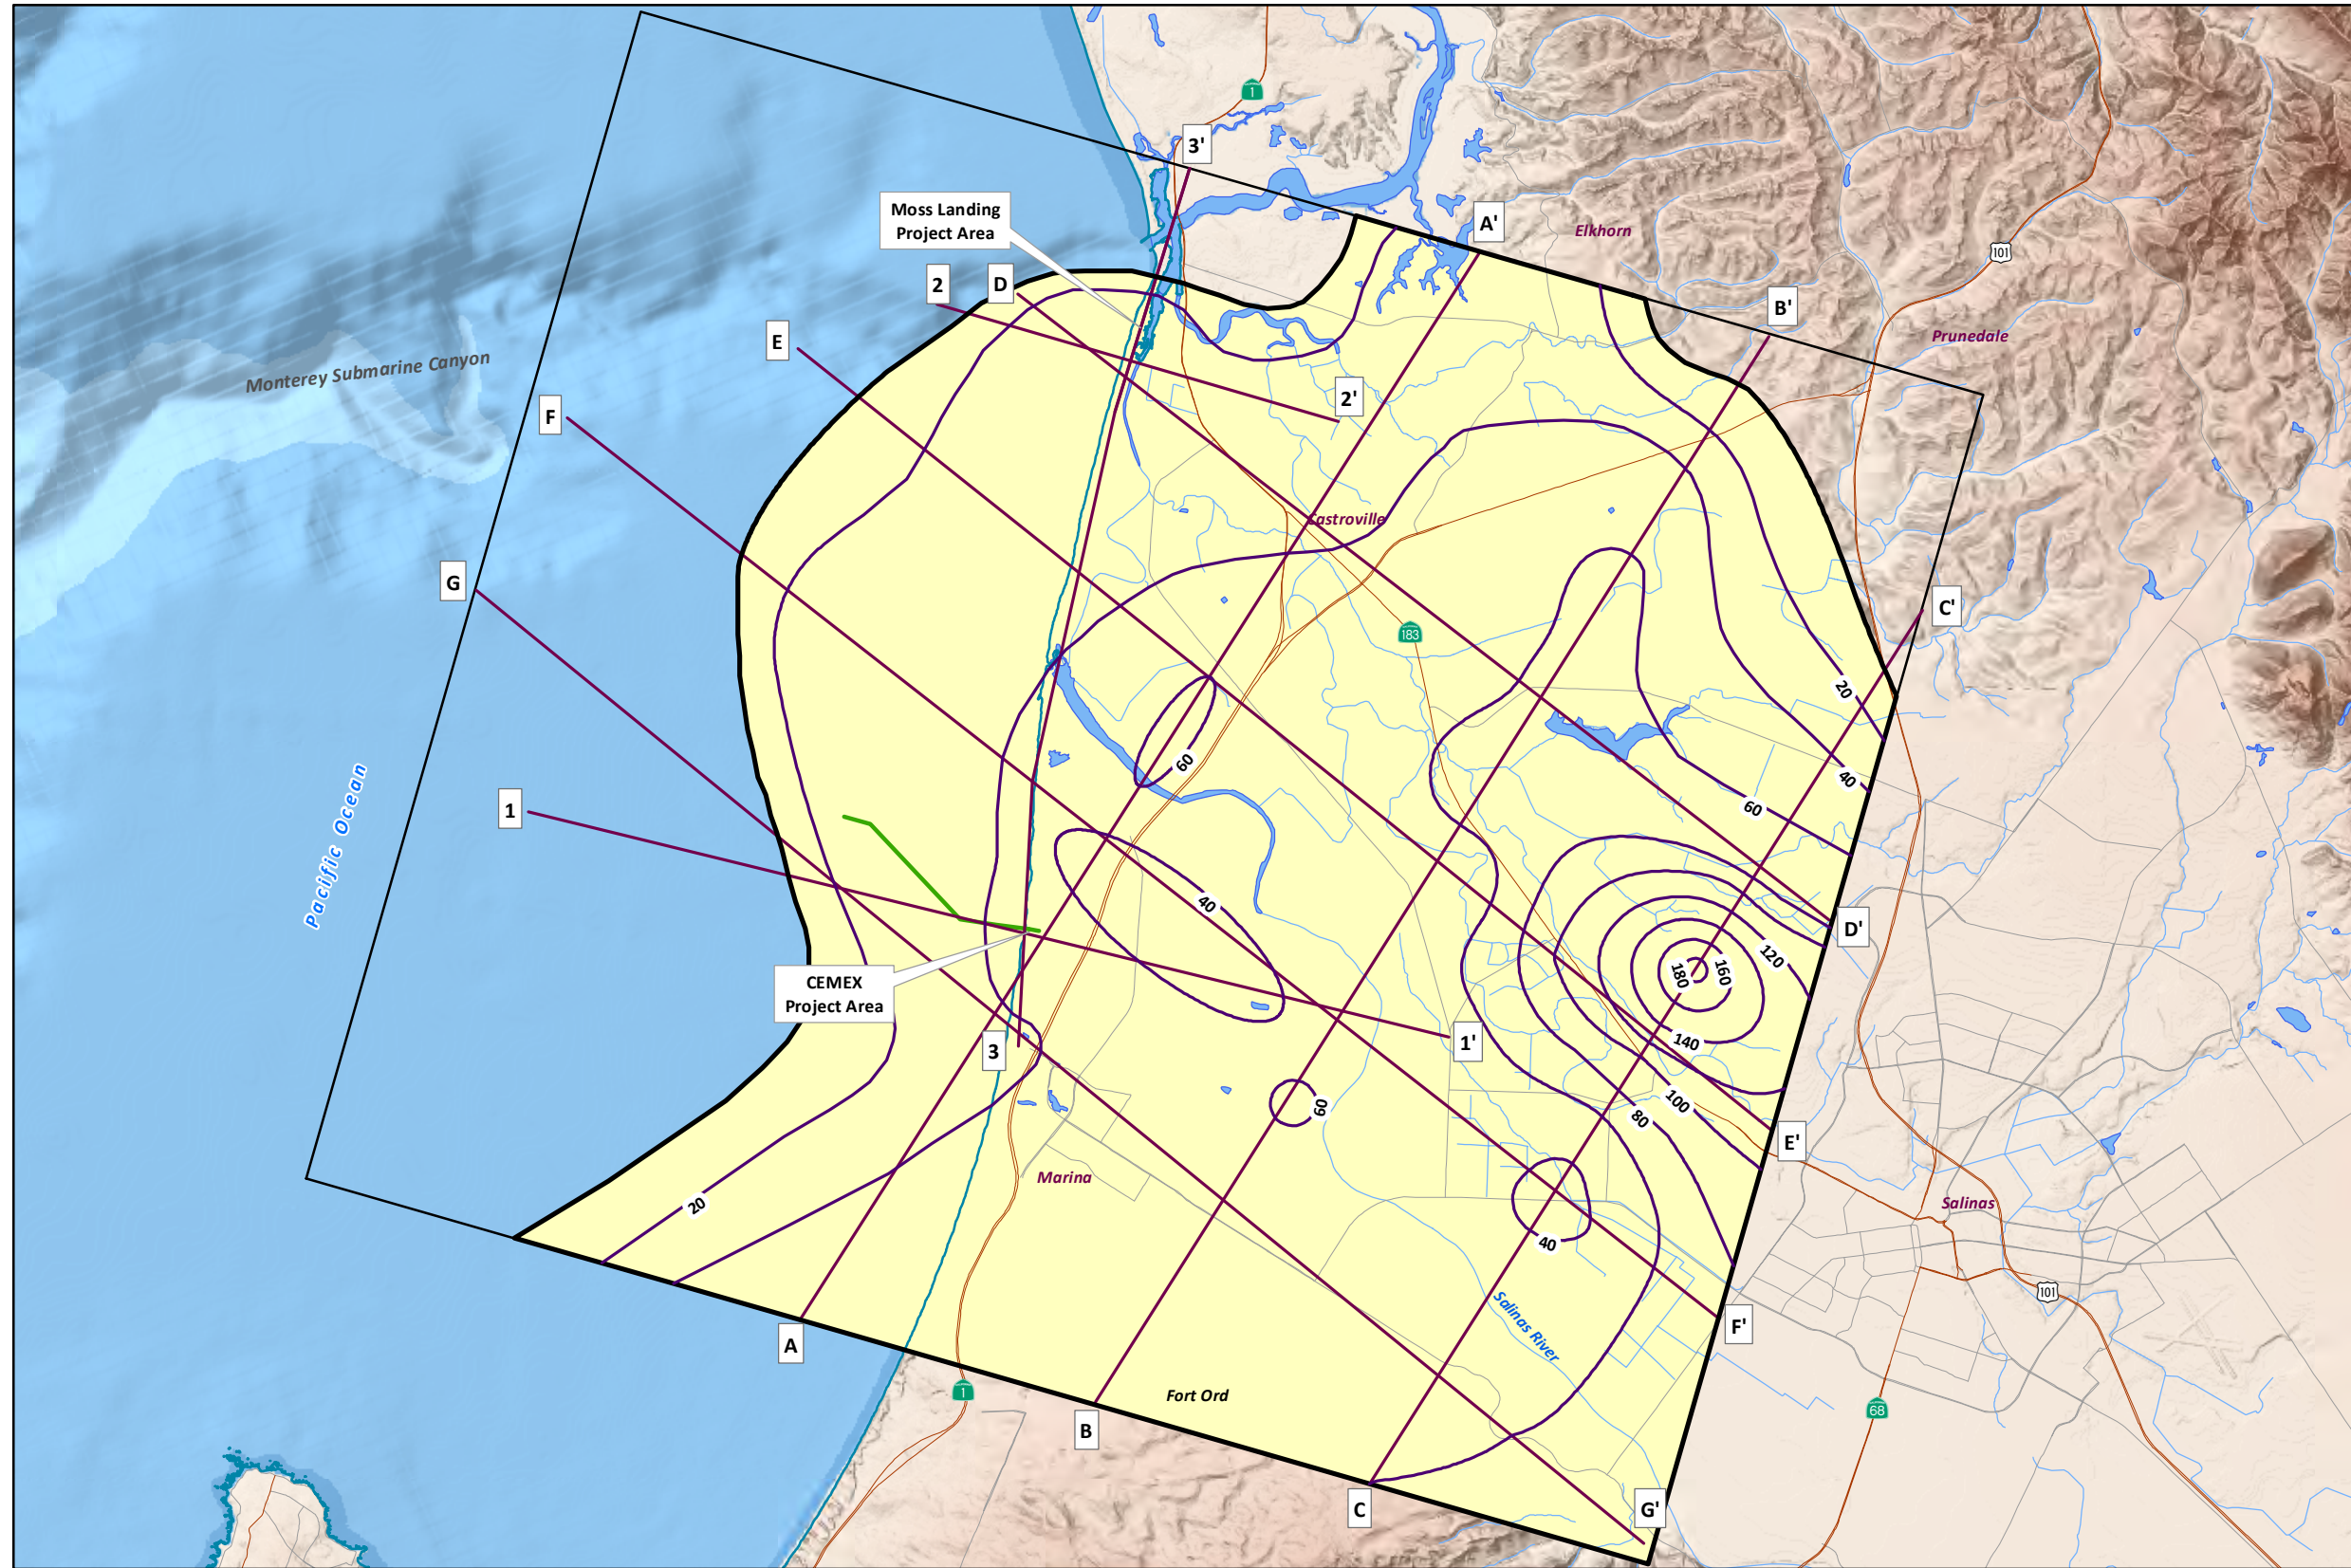 1
3'
Moss Landing
Project Area
A'
Elkhorn
101
2
D
B'
E
Prunedale
Monterey Submarine Canyon
2'
F
Castroville
G
C'
183
20
60
40
1
60
Pacific Ocean
40
D'
120
180
160
CEMEX
Project Area
3
1'
140
60
100
80
E'
Marina
20
Salinas
40
101
Salinas River
F'
A
Fort Ord
1
68
B
C
G'